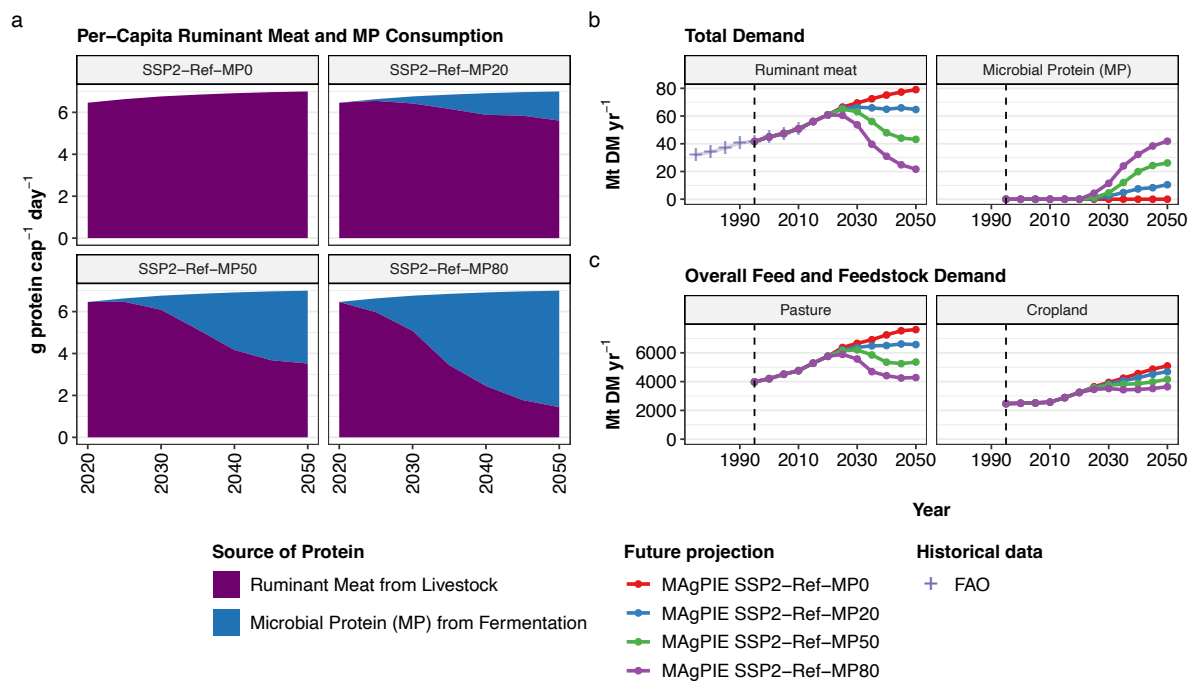 a
Per−Capita Ruminant Meat and MP Consumption
SSP2−Ref−MP0
SSP2−Ref−MP20
6
4
2
0
SSP2−Ref−MP50
SSP2−Ref−MP80
6
4
2
0
g protein cap⁻¹ day⁻¹
2020
2030
2040
2050
2020
2030
2040
2050
Source of Protein
Ruminant Meat from Livestock
Microbial Protein (MP) from Fermentation
b
Total Demand
Ruminant meat
Microbial Protein (MP)
Mt DM yr⁻¹
80
60
40
20
0
1990
2010
2030
2050
1990
2010
2030
2050
c
Overall Feed and Feedstock Demand
Pasture
Cropland
Mt DM yr⁻¹
6000
4000
2000
0
1990
2010
2030
2050
1990
2010
2030
2050
Year
Future projection
MAgPIE SSP2−Ref−MP0
MAgPIE SSP2−Ref−MP20
MAgPIE SSP2−Ref−MP50
MAgPIE SSP2−Ref−MP80
Historical data
FAO